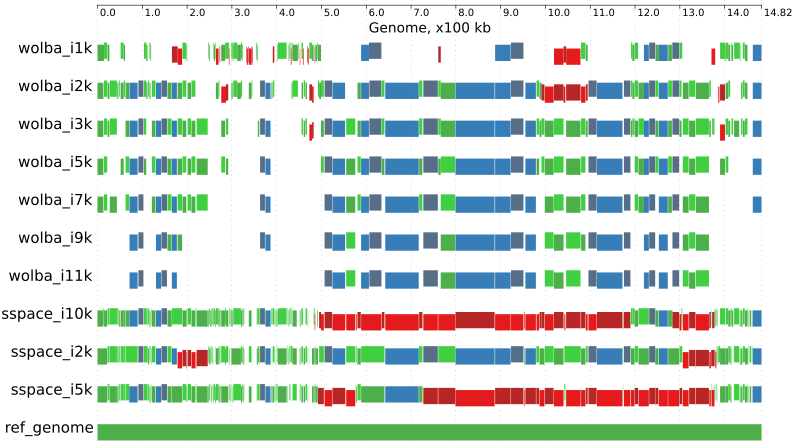 0.0 1.0 2.0 3.0 4.0 5.0 6.0 7.0 8.0 9.0 10.0 11.0 12.0 13.0 14.0 14.82
Genome, x100 kb
wolba_i1k
wolba_i2k
wolba_i3k
wolba_i5k
wolba_i7k
wolba_i9k
wolba_i11k
sspace_i10k
sspace_i2k
sspace_i5k
ref_genome